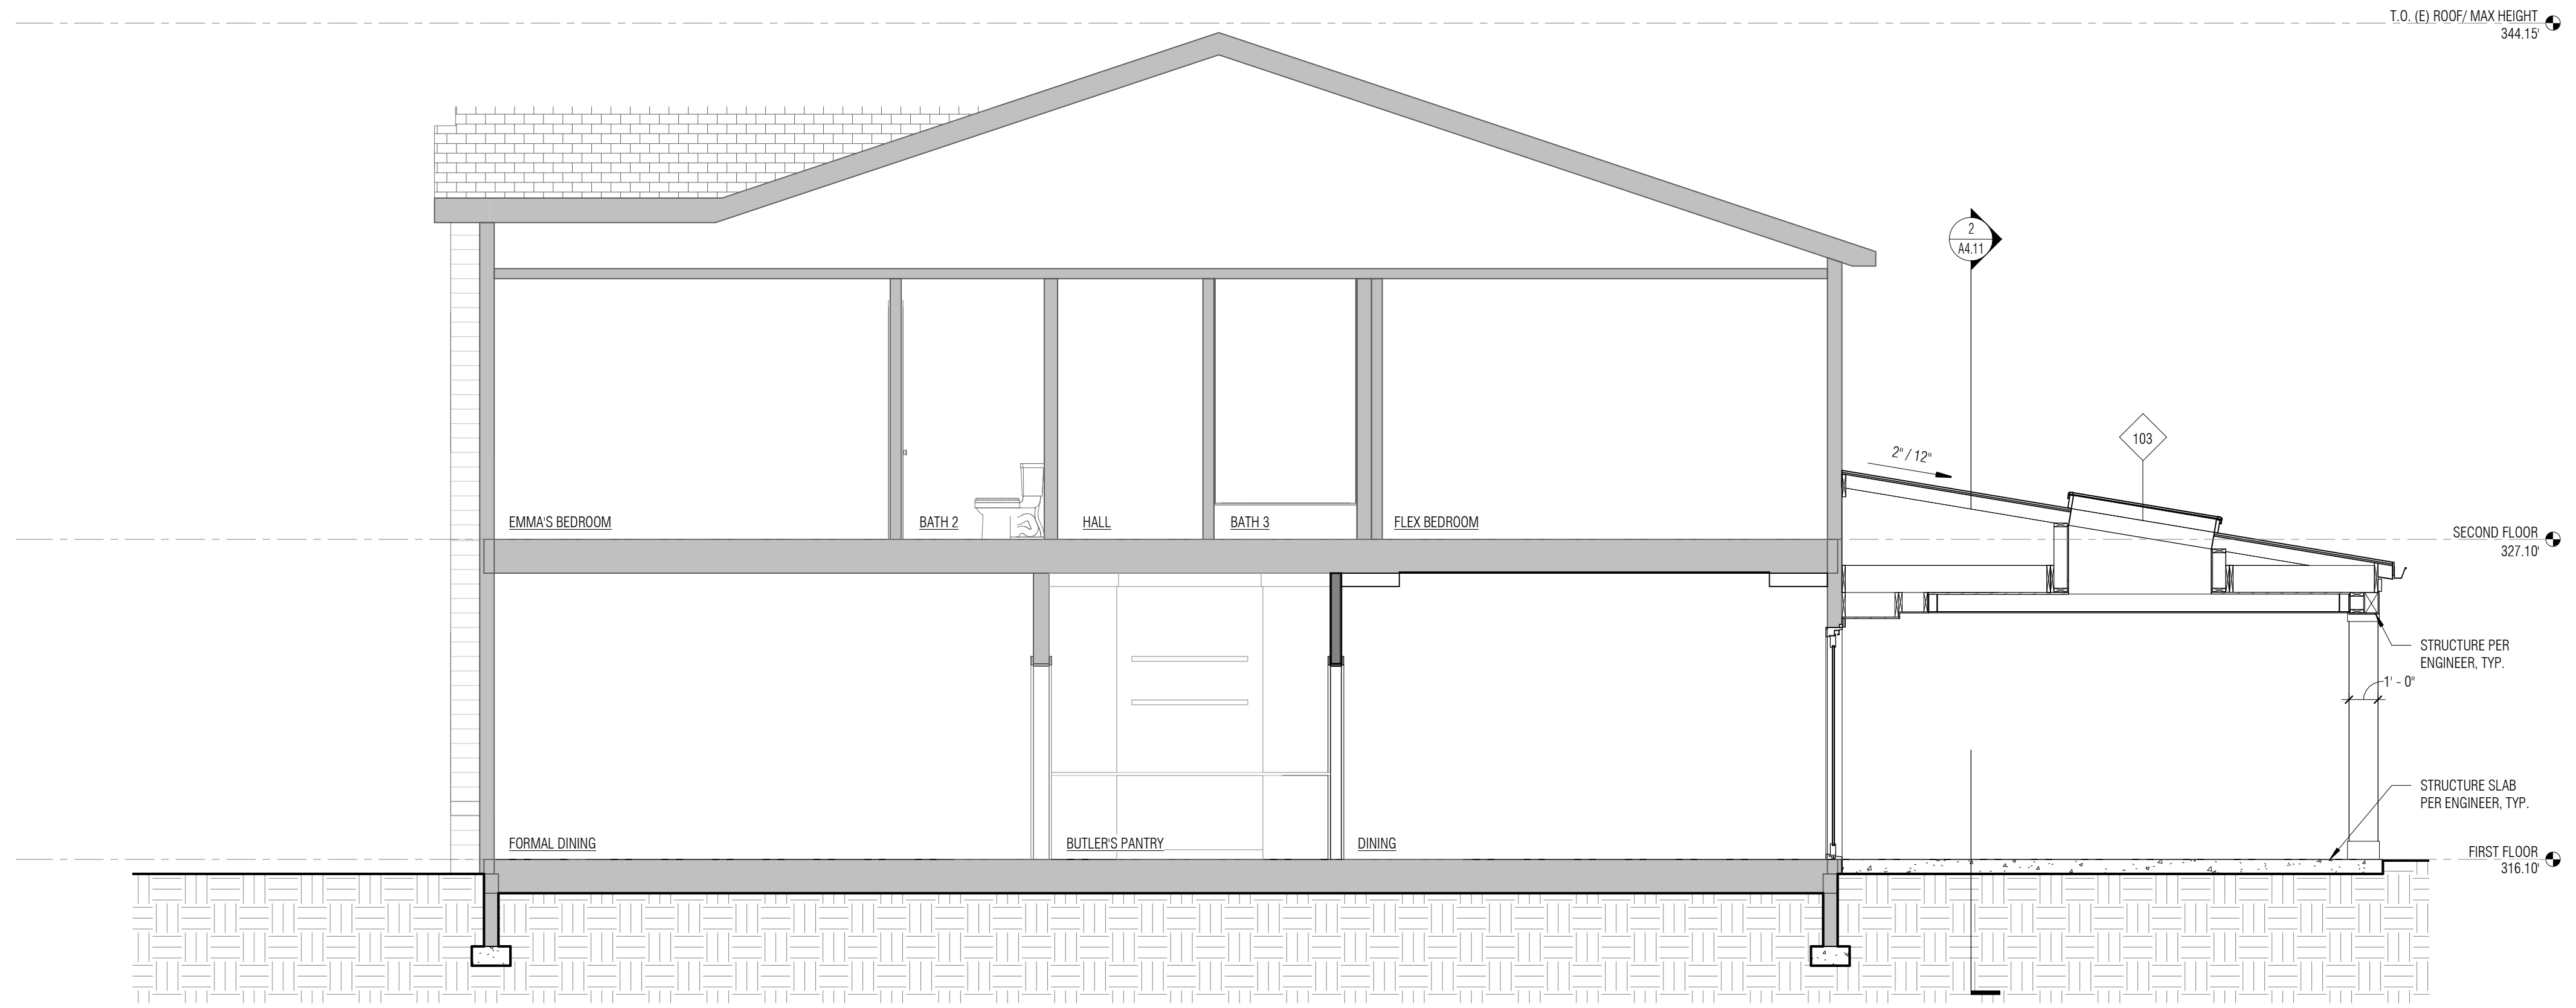 T.O. (E) ROOF/ MAX HEIGHT
344.15'
2
A4.11
103
2" / 12"
EMMA'S BEDROOM
BATH 2
HALL
BATH 3
FLEX BEDROOM
SECOND FLOOR
327.10'
STRUCTURE PER
ENGINEER, TYP.
1' - 0"
STRUCTURE SLAB
PER ENGINEER, TYP.
FORMAL DINING
BUTLER'S PANTRY
DINING
FIRST FLOOR
316.10'